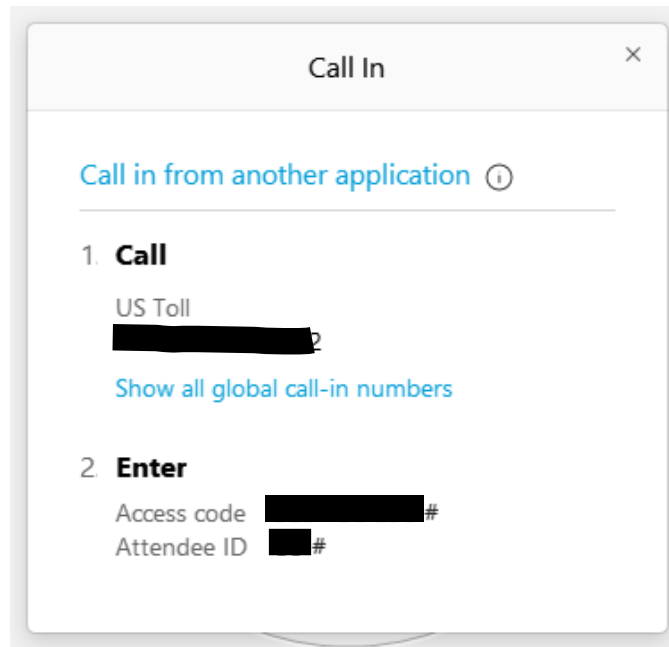 Call In
Call in from another application
1. Call
US Toll
2
Show all global call-in numbers
2. Enter
Access code #
Attendee ID #